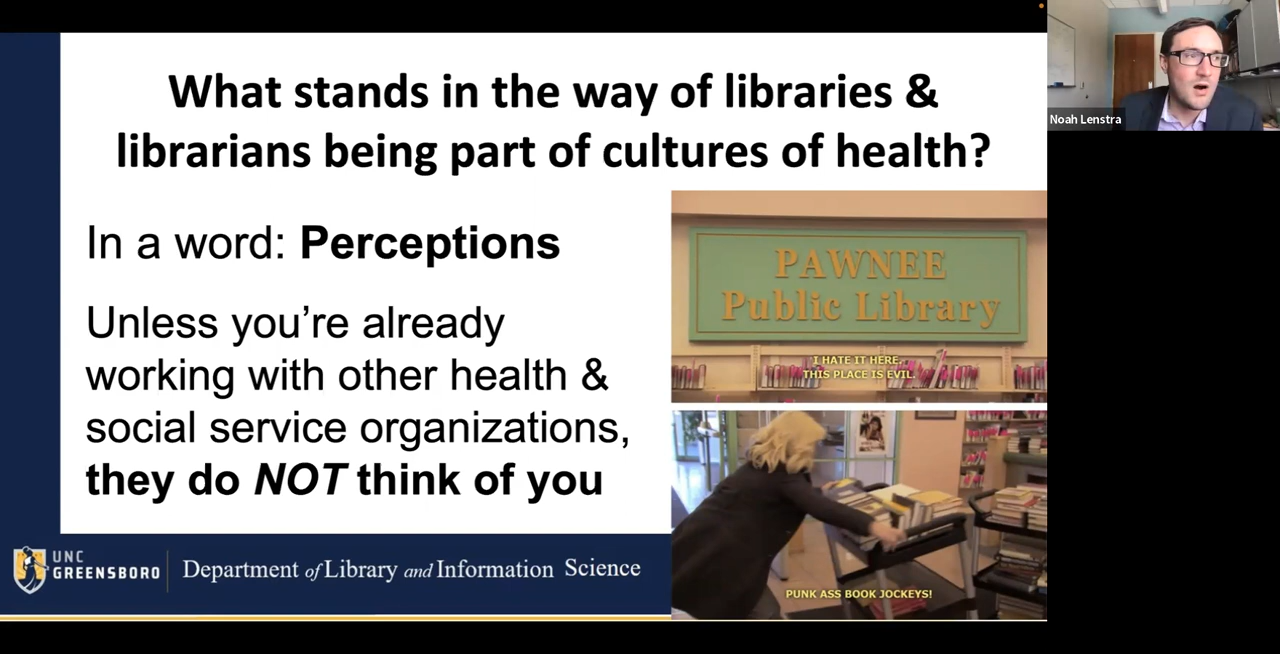 What stands in the way of libraries &
librarians being part of cultures of health?
In a word: Perceptions
Unless you’re already
working with other health &
social service organizations,
they do NOT think of you
PAWNEE
Public Library
I HATE IT HERE.
THIS PLACE IS EVIL.
PUNK ASS BOOK JOCKEYS!
UNC
GREENSBORO
Department of Library and Information Science
Noah Lenstra